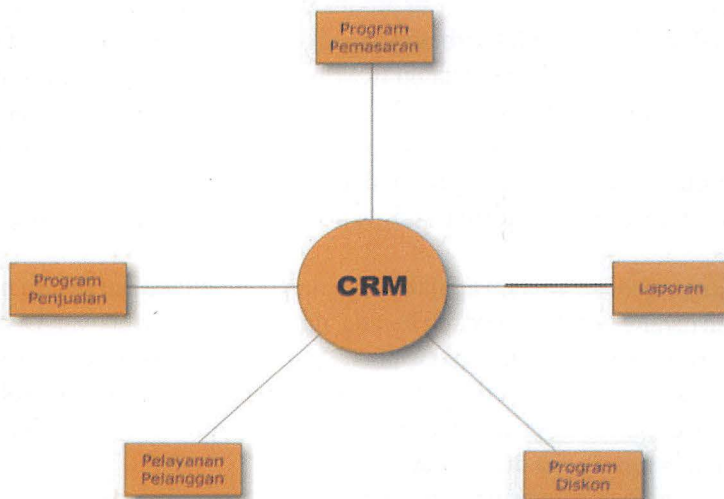 Program
Pemasaran
Program
Penjualan
CRM
Laporan
Pelayanan
Pelanggan
Program
Diskon